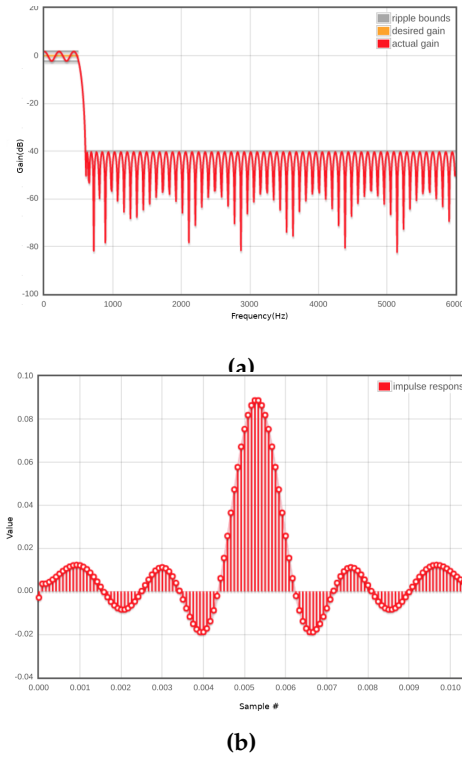 20
ripple bounds
desired gain
actual gain
0
-20
-40
-60
-80
-100
Gain(dB)
0 1000 2000 3000 4000 5000 6000
Frequency(Hz)
(a)
0.10
impulse respons
0.08
0.06
0.04
0.02
0.00
-0.02
-0.04
Value
0.000 0.001 0.002 0.003 0.004 0.005 0.006 0.007 0.008 0.009 0.010
Sample #
(b)